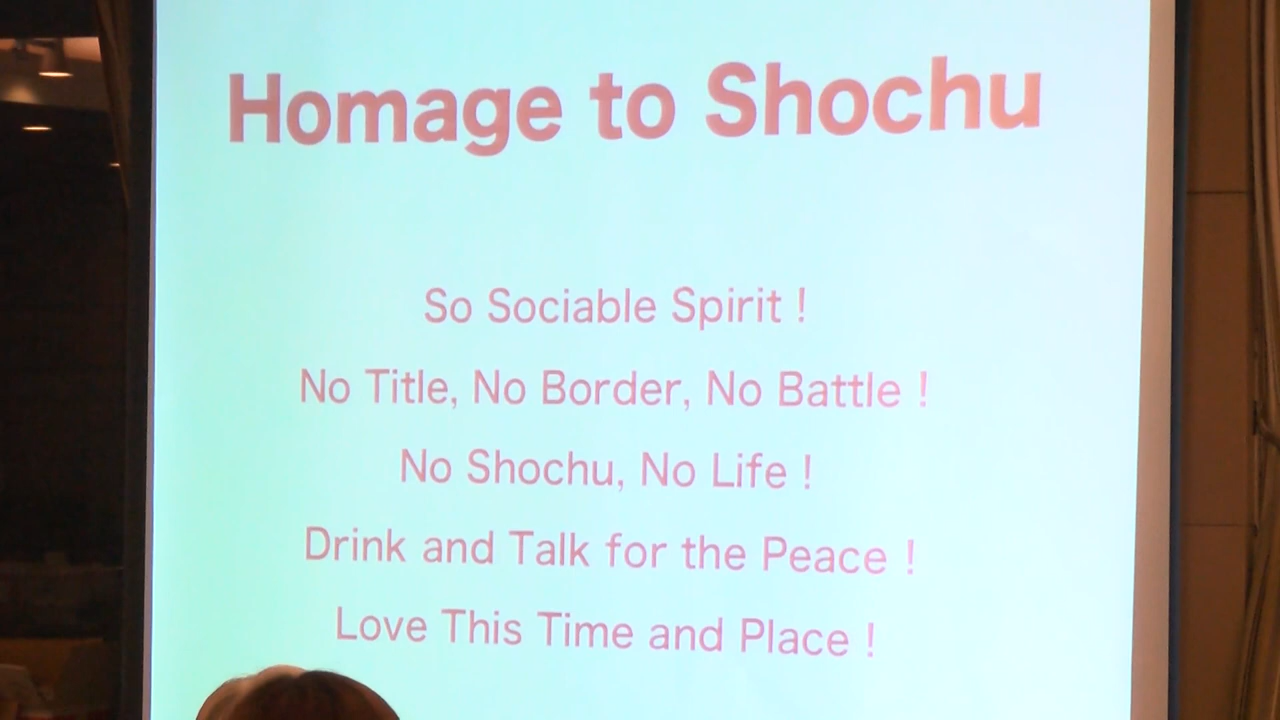 Homage to Shochu
So Sociable Spirit !
No Title, No Border, No Battle !
No Shochu, No Life !
Drink and Talk for the Peace !
Love This Time and Place !